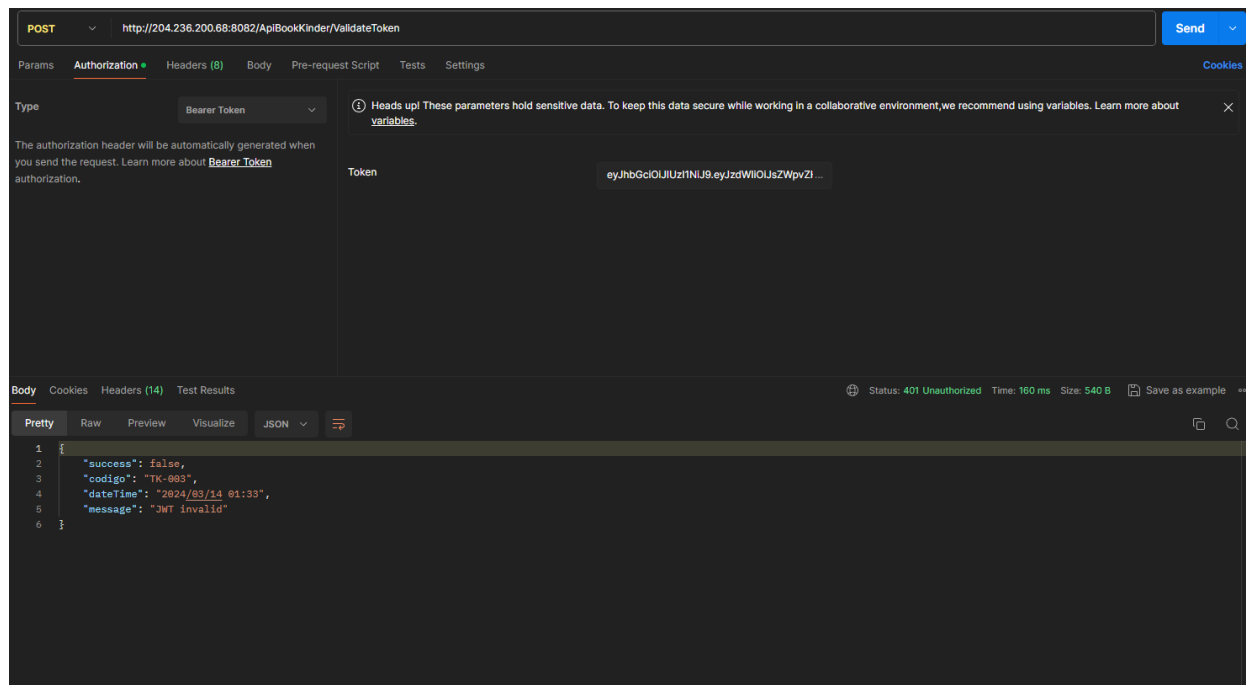 POST http://204.236.200.68:8082/ApiBookKinder/ValidateToken Send
Params Authorization Headers (8) Body Pre-request Script Tests Settings Cookies
Type Bearer Token
The authorization header will be automatically generated when
you send the request. Learn more about Bearer Token
authorization.
Heads up! These parameters hold sensitive data. To keep this data secure while working in a collaborative environment,we recommend using variables. Learn more about
variables.
Token eyJhbGciOiJIUzI1NiJ9.eyJzdWIiOiJsZWpvZI...
Body Cookies Headers (14) Test Results Status: 401 Unauthorized Time: 160 ms Size: 540 B Save as example
Pretty Raw Preview Visualize JSON
1 {
2 "success": false,
3 "codigo": "TK-003",
4 "dateTime": "2024/03/14 01:33",
5 "message": "JWT invalid"
6 }